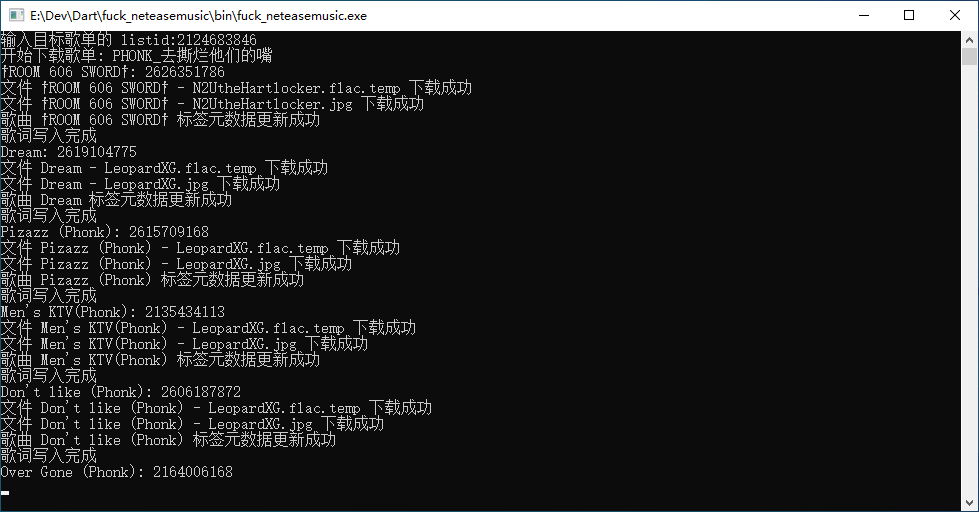 E:\Dev\Dart\fuck_neteasemusic\bin\fuck_neteasemusic.exe
输入目标歌单的 listid:2124683846
开始下载歌单: PHONK_去撕烂他们的嘴
†ROOM 606 SWORD†: 2626351786
文件 †ROOM 606 SWORD† - N2UtheHartlocker.flac.temp 下载成功
文件 †ROOM 606 SWORD† - N2UtheHartlocker.jpg 下载成功
歌曲 †ROOM 606 SWORD† 标签元数据更新成功
歌词写入完成
Dream: 2619104775
文件 Dream - LeopardXG.flac.temp 下载成功
文件 Dream - LeopardXG.jpg 下载成功
歌曲 Dream 标签元数据更新成功
歌词写入完成
Pizazz (Phonk): 2615709168
文件 Pizazz (Phonk) - LeopardXG.flac.temp 下载成功
文件 Pizazz (Phonk) - LeopardXG.jpg 下载成功
歌曲 Pizazz (Phonk) 标签元数据更新成功
歌词写入完成
Men's KTV(Phonk): 2135434113
文件 Men's KTV(Phonk) - LeopardXG.flac.temp 下载成功
文件 Men's KTV(Phonk) - LeopardXG.jpg 下载成功
歌曲 Men's KTV(Phonk) 标签元数据更新成功
歌词写入完成
Don't like (Phonk): 2606187872
文件 Don't like (Phonk) - LeopardXG.flac.temp 下载成功
文件 Don't like (Phonk) - LeopardXG.jpg 下载成功
歌曲 Don't like (Phonk) 标签元数据更新成功
歌词写入完成
Over Gone (Phonk): 2164006168